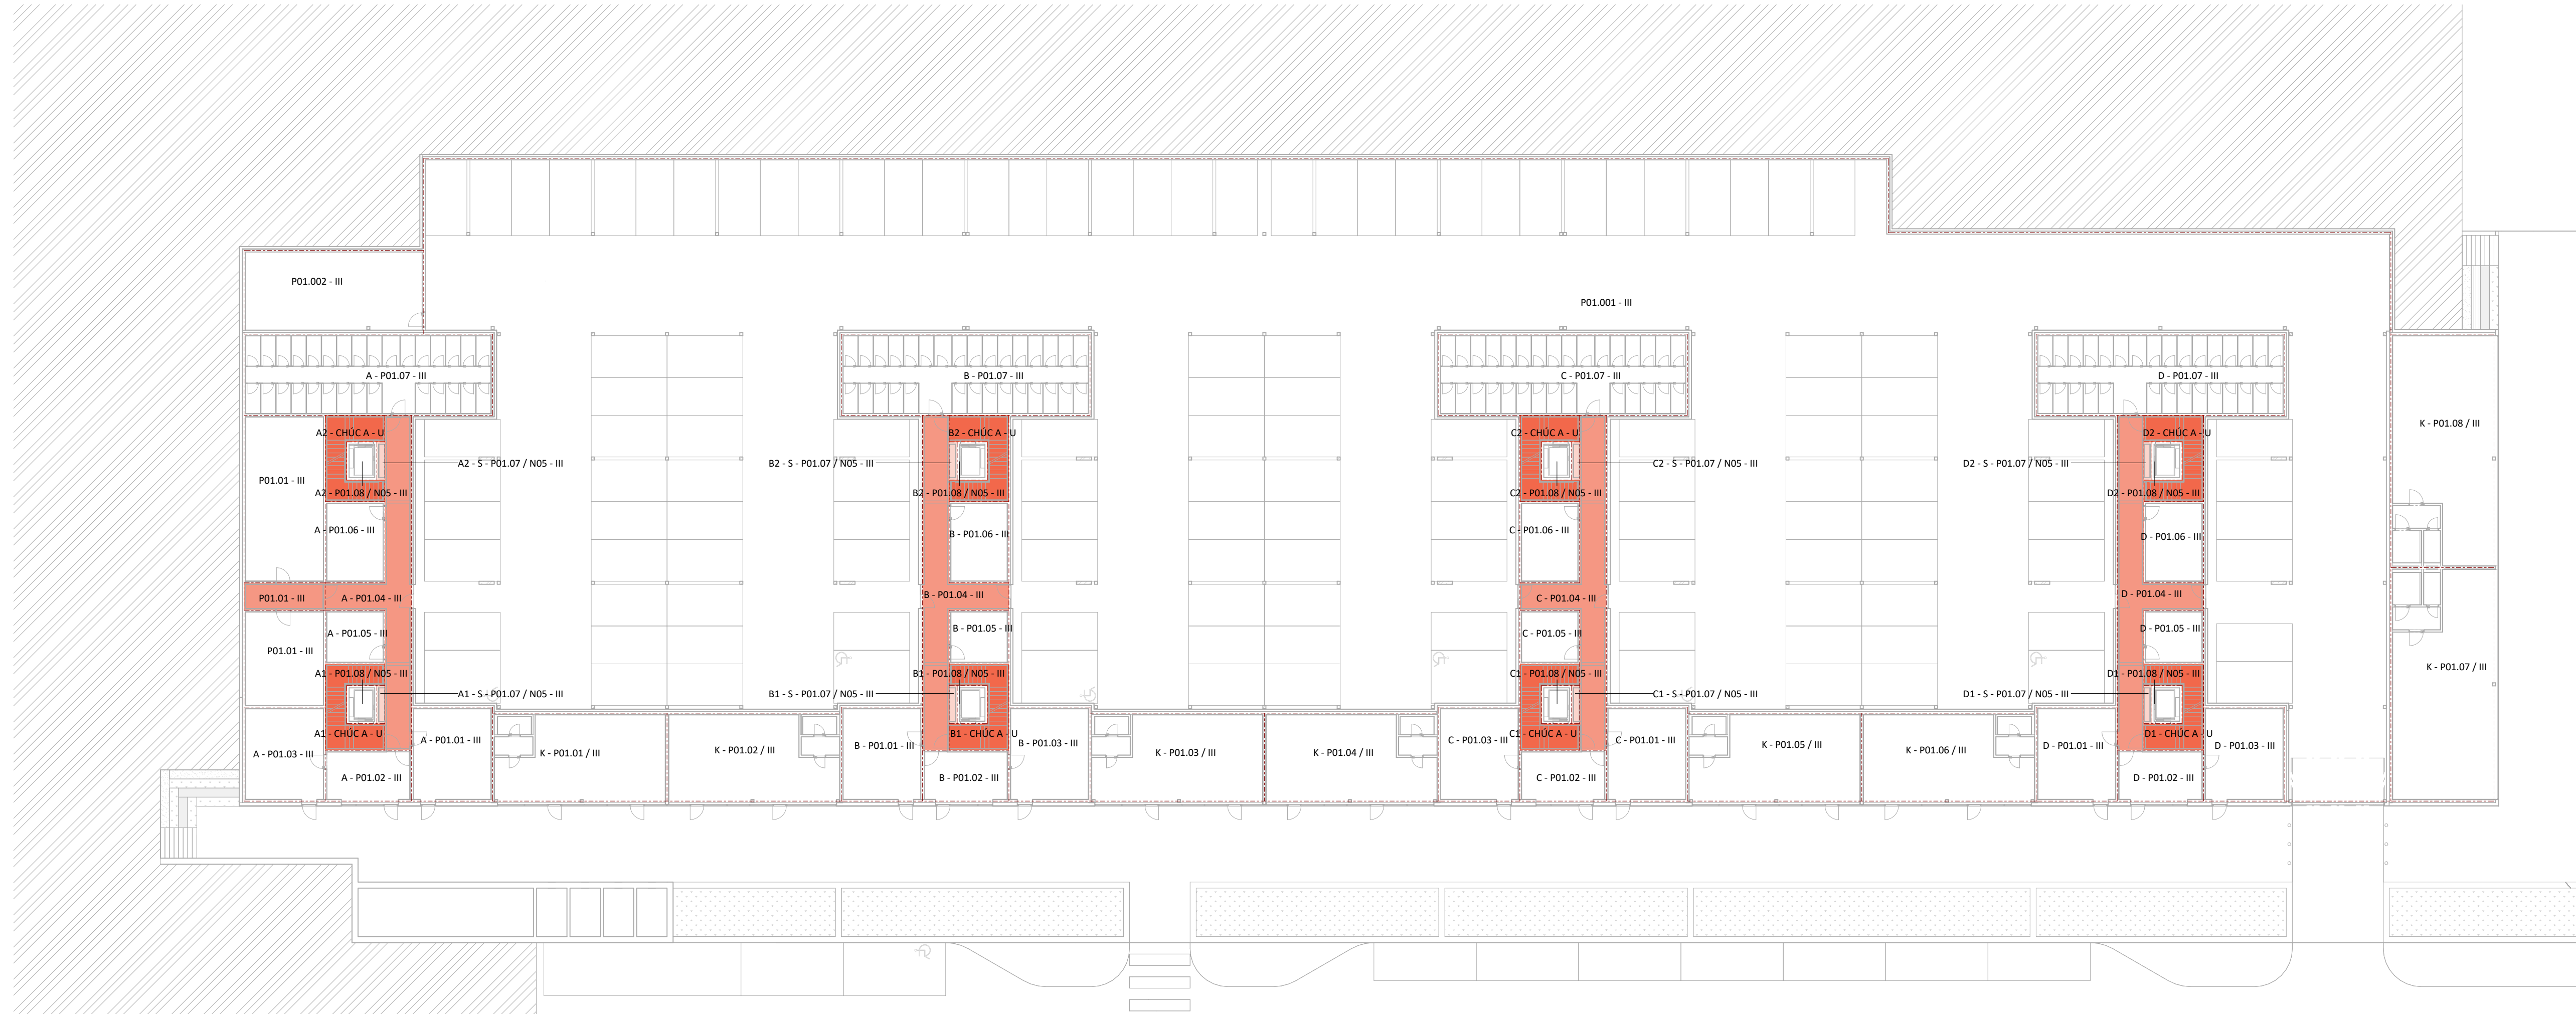 P01.002 - III
P01.001 - III
A - P01.07 - III
B - P01.07 - III
C - P01.07 - III
D - P01.07 - III
K - P01.08 / III
A2 - CHÚC A - U
B2 - CHÚC A - U
C2 - CHÚC A - U
D2 - CHÚC A - U
A2 - S - P01.07 / N05 - III
B2 - S - P01.07 / N05 - III
C2 - S - P01.07 / N05 - III
D2 - S - P01.07 / N05 - III
P01.01 - III
A2 - P01.08 / N05 - III
B2 - P01.08 / N05 - III
C2 - P01.08 / N05 - III
D2 - P01.08 / N05 - III
A - P01.06 - III
B - P01.06 - III
C - P01.06 - III
D - P01.06 - III
P01.01 - III
A - P01.04 - III
B - P01.04 - III
C - P01.04 - III
D - P01.04 - III
A - P01.05 - III
B - P01.05 - III
C - P01.05 - III
D - P01.05 - III
P01.01 - III
K - P01.07 / III
A1 - P01.08 / N05 - III
B1 - P01.08 / N05 - III
C1 - P01.08 / N05 - III
D1 - P01.08 / N05 - III
A1 - S - P01.07 / N05 - III
B1 - S - P01.07 / N05 - III
C1 - S - P01.07 / N05 - III
D1 - S - P01.07 / N05 - III
A1 - CHÚC A - U
B1 - CHÚC A - U
C1 - CHÚC A - U
D1 - CHÚC A - U
A - P01.03 - III
A - P01.01 - III
K - P01.01 / III
K - P01.02 / III
B - P01.01 - III
B - P01.03 - III
K - P01.03 / III
K - P01.04 / III
C - P01.03 - III
C - P01.01 - III
K - P01.05 / III
K - P01.06 / III
D - P01.01 - III
D - P01.03 - III
A - P01.02 - III
B - P01.02 - III
C - P01.02 - III
D - P01.02 - III